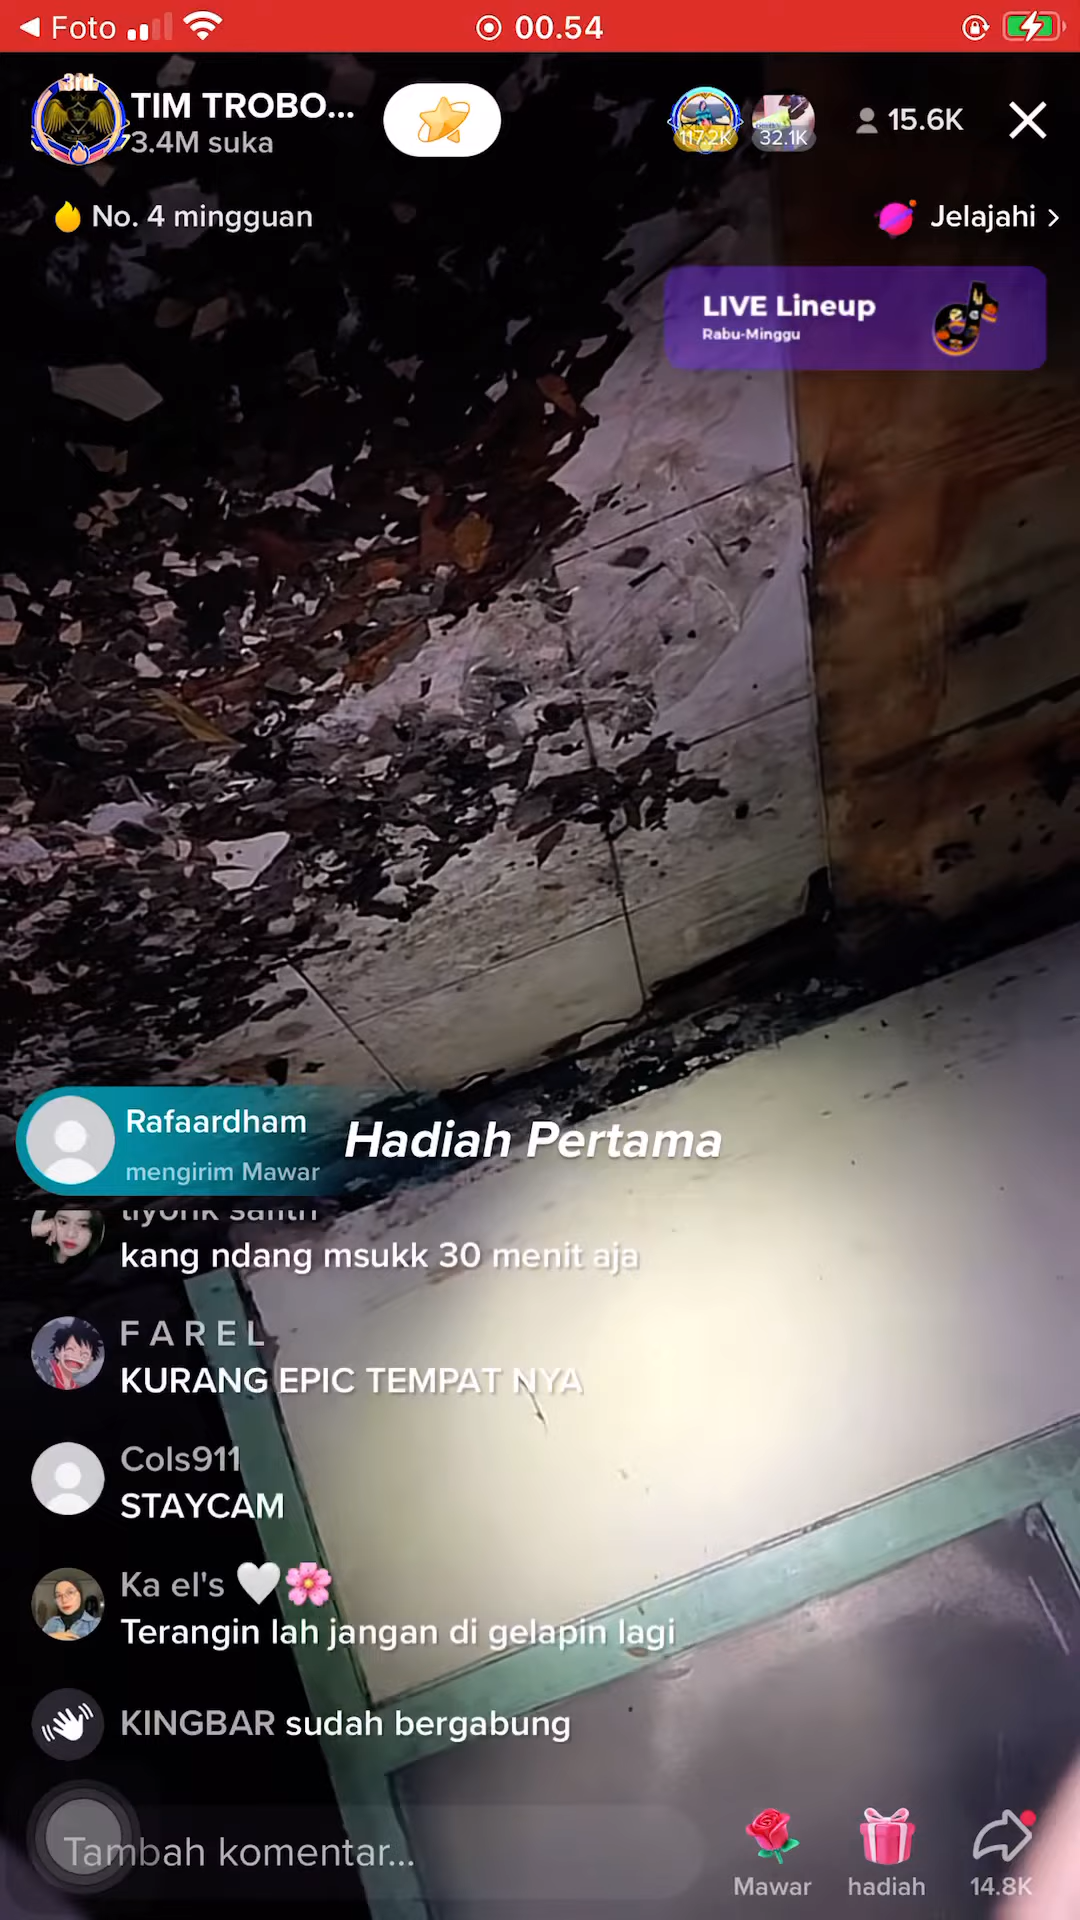 Foto
00.54
3rd
TIM TROBO...
3.4M suka
117.2K
32.1K
15.6K
No. 4 mingguan
Jelajahi >
LIVE Lineup
Rabu-Minggu
Rafaardham
mengirim Mawar
Hadiah Pertama
kang ndang msukk 30 menit aja
F A R E L
KURANG EPIC TEMPAT NYA
Cols911
STAYCAM
Ka el's 🤍🌸
Terangin lah jangan di gelapin lagi
KINGBAR sudah bergabung
Tambah komentar...
Mawar
hadiah
14.8K